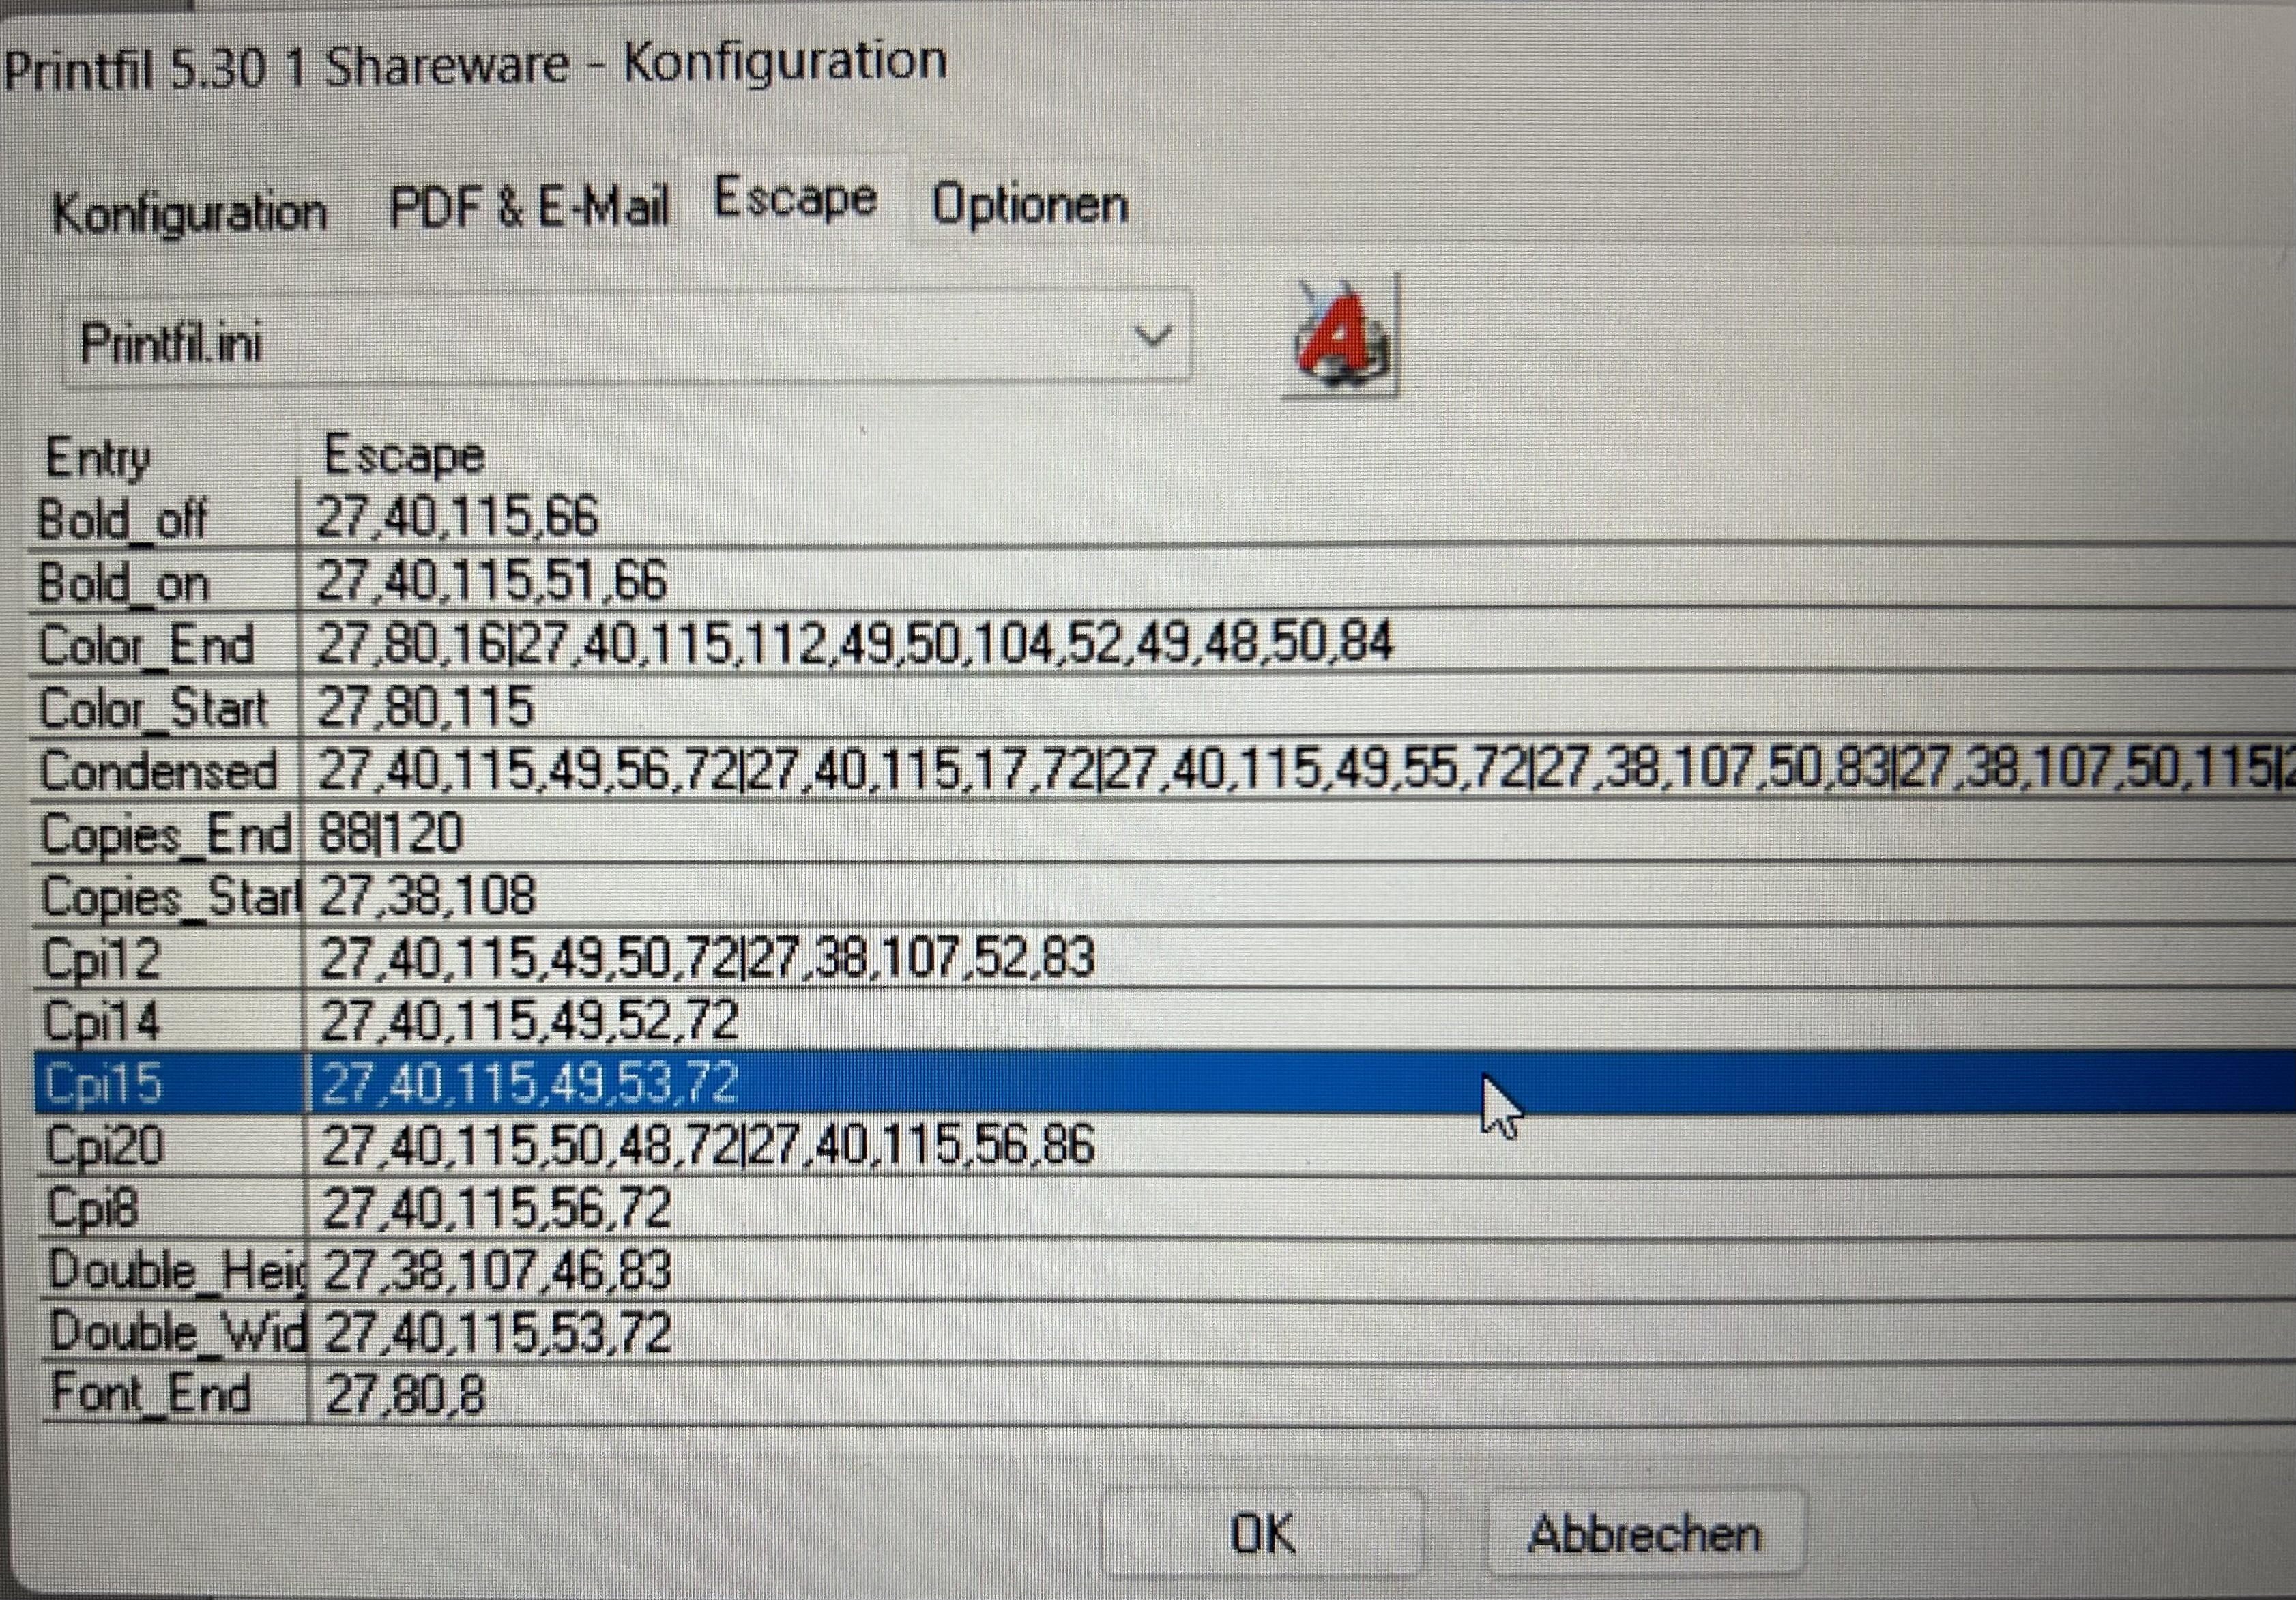 Printfil 5.30 1 Shareware - Konfiguration
Konfiguration PDF & E-Mail Escape Optionen
Printfil.ini
Entry Escape
Bold_off 27,40,115,66
Bold_on 27,40,115,51,66
Color_End 27,80,16|27,40,115,112,49,50,104,52,49,48,50,84
Color_Start 27,80,115
Condensed 27,40,115,49,56,72|27,40,115,17,72|27,40,115,49,55,72|27,38,107,50,83|27,38,107,50,115|2
Copies_End 88|120
Copies_Start 27,38,108
Cpi12 27,40,115,49,50,72|27,38,107,52,83
Cpi14 27,40,115,49,52,72
Cpi15 27,40,115,49,53,72
Cpi20 27,40,115,50,48,72|27,40,115,56,86
Cpi8 27,40,115,56,72
Double_Heig 27,38,107,46,83
Double_Wid 27,40,115,53,72
Font_End 27,80,8
OK Abbrechen